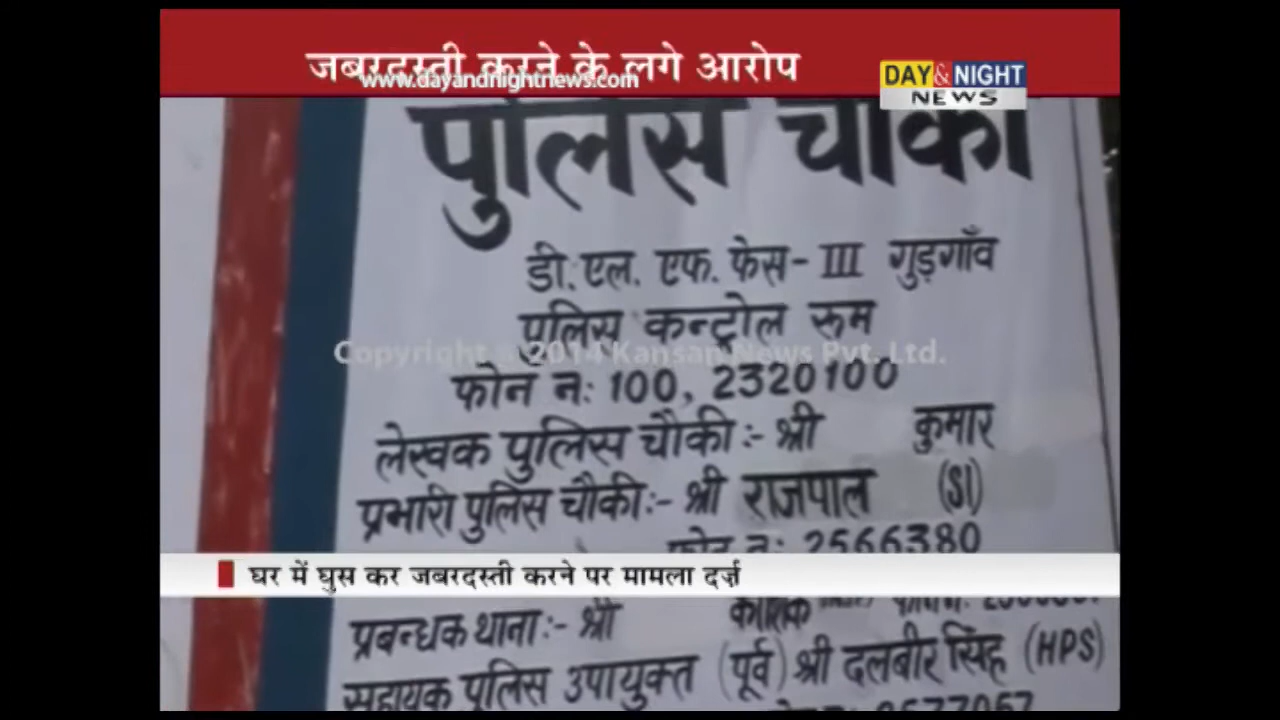 जबरदस्ती करने के लगे आरोप
www.dayandnightnews.com
DAY & NIGHT
NEWS
पुलिस चौकी
डी. एल. एफ. फेस- III गुड़गाँव
पुलिस कन्ट्रोल रूम
Copyright 2014 Kansan News Pvt. Ltd.
फोन न: 100, 2320100
लेखक पुलिस चौकी:- श्री कुमार
प्रभारी पुलिस चौकी:- श्री राजपाल (SI)
फोन न: 2566380
घर में घुस कर जबरदस्ती करने पर मामला दर्ज़
प्रबन्धक थाना:- श्री
सहायक पुलिस उपायुक्त (पूर्व) श्री दलबीर सिंह (HPS)